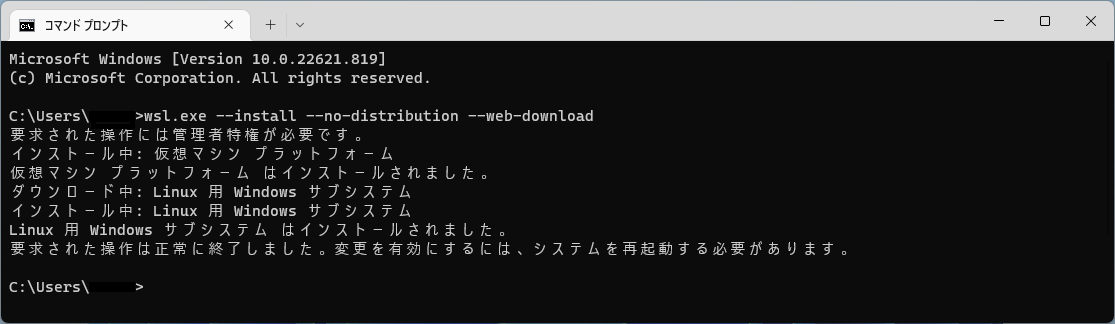 コマンド プロンプト
Microsoft Windows [Version 10.0.22621.819]
(c) Microsoft Corporation. All rights reserved.
C:\Users\ >wsl.exe --install --no-distribution --web-download
要求された操作には管理者特権が必要です。
インストール中: 仮想マシン プラットフォーム
仮想マシン プラットフォーム はインストールされました。
ダウンロード中: Linux 用 Windows サブシステム
インストール中: Linux 用 Windows サブシステム
Linux 用 Windows サブシステム はインストールされました。
要求された操作は正常に終了しました。変更を有効にするには、システムを再起動する必要があります。
C:\Users\ >